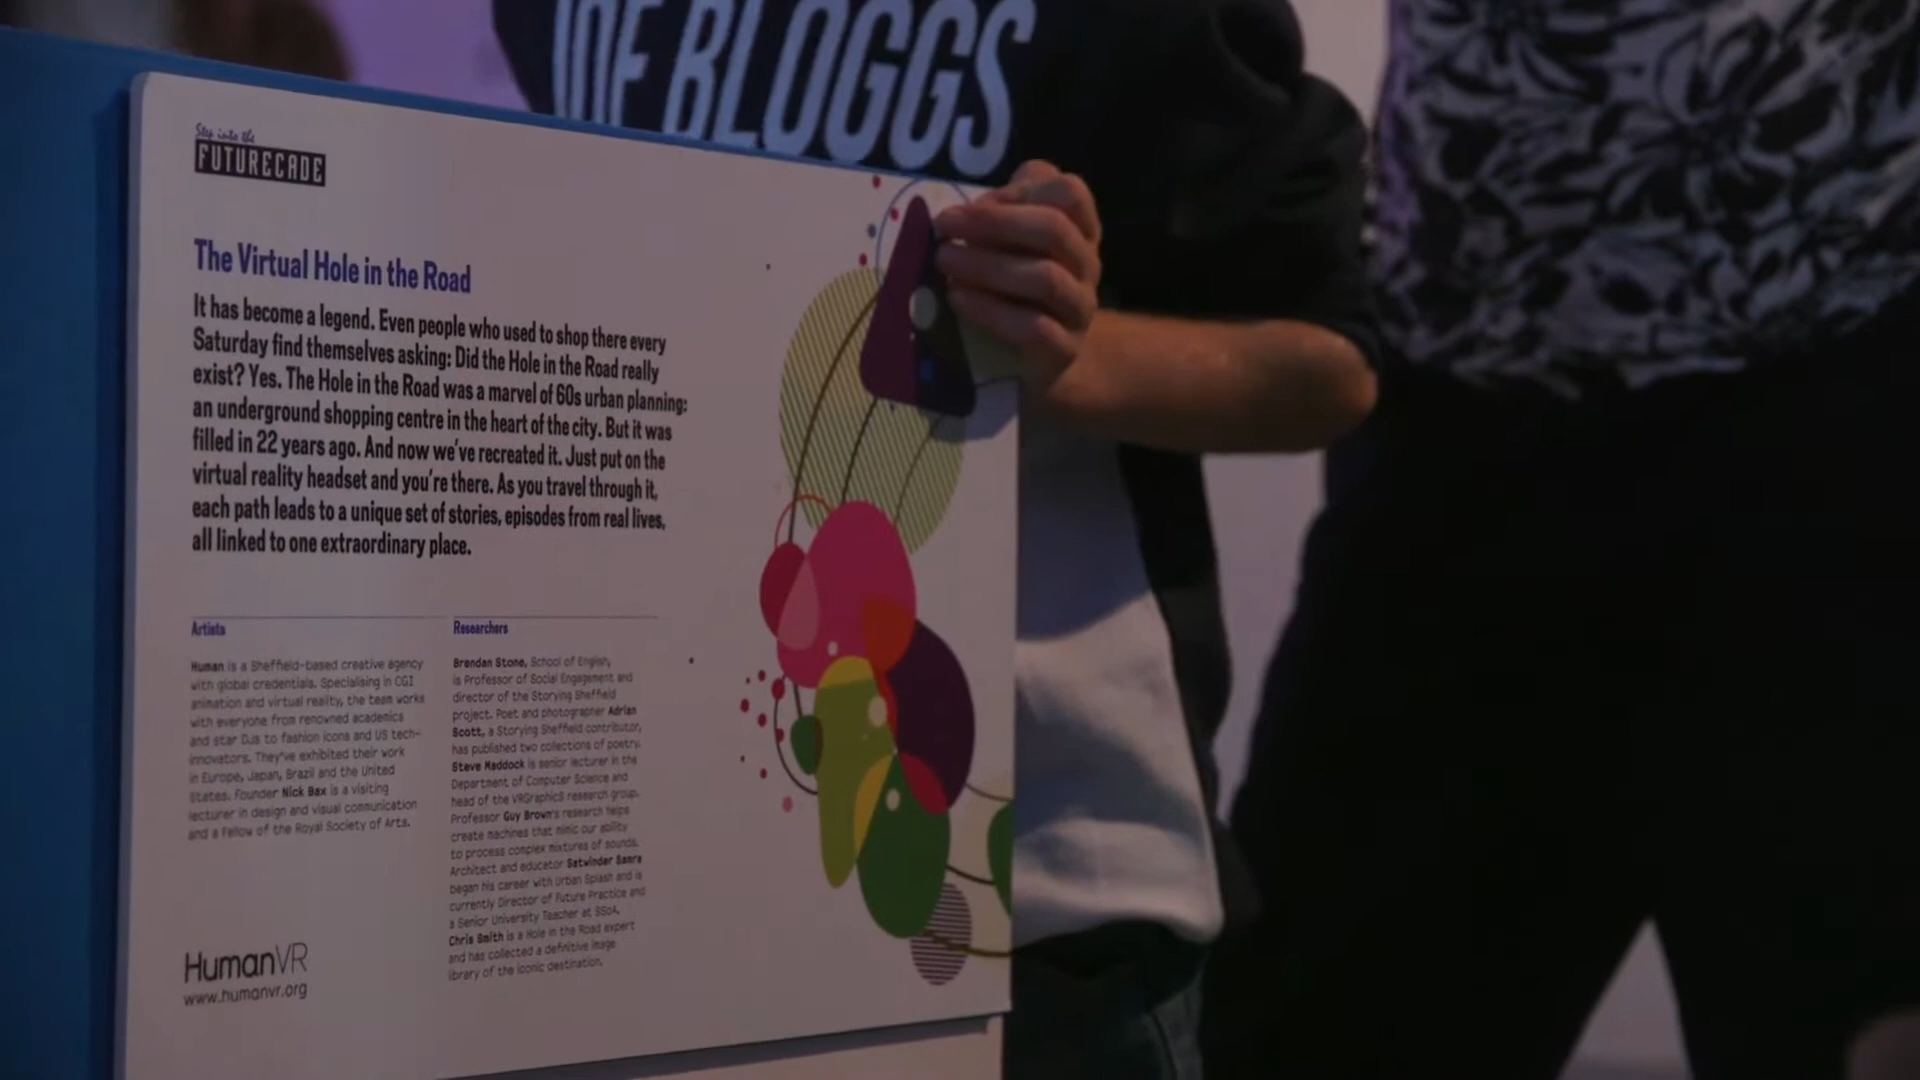 JOE BLOGGS
Step into the
FUTURECADE
The Virtual Hole in the Road
It has become a legend. Even people who used to shop there every
Saturday find themselves asking: Did the Hole in the Road really
exist? Yes. The Hole in the Road was a marvel of 60s urban planning:
an underground shopping centre in the heart of the city. But it was
filled in 22 years ago. And now we've recreated it. Just put on the
virtual reality headset and you're there. As you travel through it,
each path leads to a unique set of stories, episodes from real lives,
all linked to one extraordinary place.
Artists
Human is a Sheffield-based creative agency
with global credentials. Specialising in CGI
animation and virtual reality, the team works
with everyone from renowned academics
and star DJs to fashion icons and US tech-
innovators. They've exhibited their work
in Europe, Japan, Brazil and the United
States. Founder Nick Bax is a visiting
lecturer in design and visual communication
and a Fellow of the Royal Society of Arts.
Researchers
Brendan Stone, School of English,
is Professor of Social Engagement and
director of the Storying Sheffield
project. Poet and photographer Adrian
Scott, a Storying Sheffield contributor,
has published two collections of poetry.
Steve Maddock is senior lecturer in the
Department of Computer Science and
head of the VRGraphicS research group.
Professor Guy Brown's research helps
create machines that mimic our ability
to process complex mixtures of sounds.
Architect and educator Satwinder Samra
began his career with Urban Splash and is
currently Director of Future Practice and
a Senior University Teacher at SSoA.
Chris Smith is a Hole in the Road expert
and has collected a definitive image
library of the iconic destination.
HumanVR
www.humanvr.org